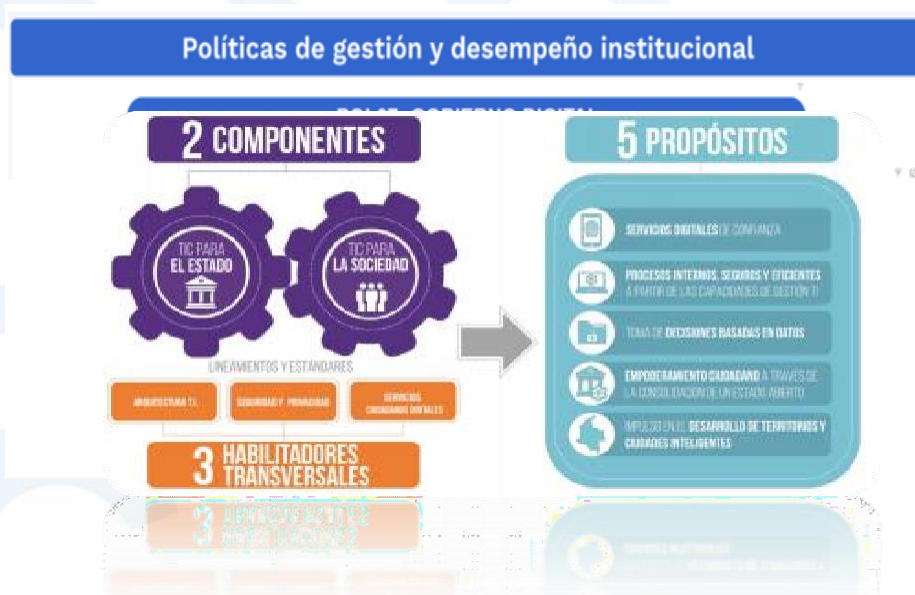 Políticas de gestión y desempeño institucional
GOBIERNO DIGITAL
2 COMPONENTES
TIC PARA
EL ESTADO
TIC PARA
LA SOCIEDAD
LINEAMIENTOS Y ESTÁNDARES
ARQUITECTURA T.I.
SEGURIDAD Y PRIVACIDAD
SERVICIOS
CIUDADANOS DIGITALES
3 HABILITADORES
TRANSVERSALES
5 PROPÓSITOS
SERVICIOS DIGITALES DE CONFIANZA
PROCESOS INTERNOS, SEGUROS Y EFICIENTES
A PARTIR DE LAS CAPACIDADES DE GESTIÓN TI
TOMA DE DECISIONES BASADAS EN DATOS
EMPODERAMIENTO CIUDADANO A TRAVÉS DE
LA CONSOLIDACIÓN DE UN ESTADO ABIERTO
IMPULSO EN EL DESARROLLO DE TERRITORIOS Y
CIUDADES INTELIGENTES